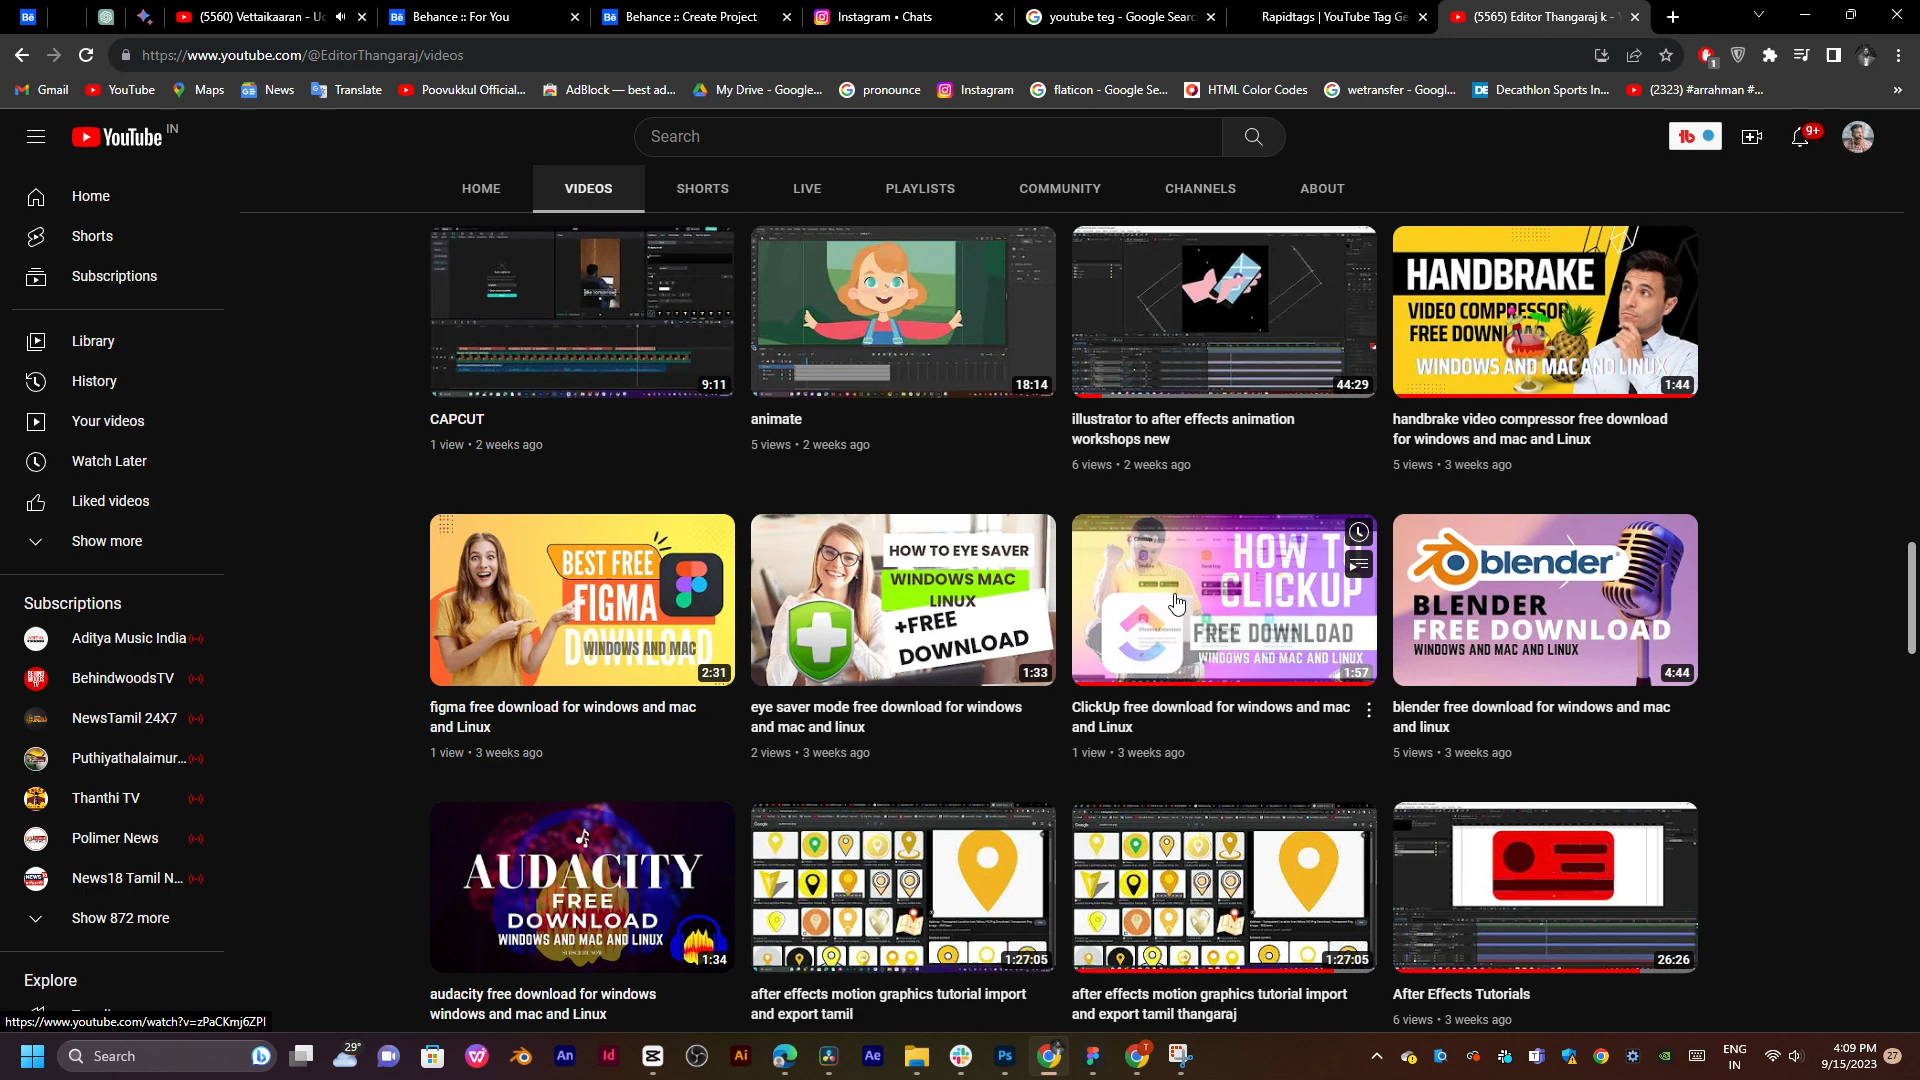 (5560) Vettaikaaran - Uc
Behance :: For You
Behance :: Create Project
Instagram • Chats
youtube teg - Google Searc
Rapidtags | YouTube Tag Ge
(5565) Editor Thangaraj k - Y
https://www.youtube.com/@EditorThangaraj/videos
1
Gmail
YouTube
Maps
News
Translate
Poovukkul Official...
AdBlock — best ad...
My Drive - Google...
pronounce
Instagram
flaticon - Google Se...
HTML Color Codes
wetransfer - Googl...
Decathlon Sports In...
(2323) #arrahman #...
YouTube IN
Search
9+
HOME
VIDEOS
SHORTS
LIVE
PLAYLISTS
COMMUNITY
CHANNELS
ABOUT
Home
Shorts
Subscriptions
Library
History
Your videos
Watch Later
Liked videos
Show more
Subscriptions
Aditya Music India
BehindwoodsTV
NewsTamil 24X7
Puthiyathalaimur...
Thanthi TV
Polimer News
News18 Tamil N...
Show 872 more
Explore
https://www.youtube.com/watch?v=zPaCKmj6ZPI
9:11
CAPCUT
1 view • 2 weeks ago
18:14
animate
5 views • 2 weeks ago
44:29
illustrator to after effects animation
workshops new
6 views • 2 weeks ago
HANDBRAKE
VIDEO COMPRESSOR
FREE DOWNLOAD
WINDOWS AND MAC AND LINUX
1:44
handbrake video compressor free download
for windows and mac and Linux
5 views • 3 weeks ago
BEST FREE
FIGMA
DOWNLOAD
WINDOWS AND MAC
2:31
figma free download for windows and mac
and Linux
1 view • 3 weeks ago
HOW TO EYE SAVER
WINDOWS MAC
LINUX
+FREE
DOWNLOAD
1:33
eye saver mode free download for windows
and mac and linux
2 views • 3 weeks ago
HOW T
CLICKUP
FREE DOWNLOAD
WINDOWS AND MAC AND LINUX
1:57
ClickUp free download for windows and mac
and Linux
1 view • 3 weeks ago
blender
BLENDER
FREE DOWNLOAD
WINDOWS AND MAC AND LINUX
4:44
blender free download for windows and mac
and linux
5 views • 3 weeks ago
AUDACITY
FREE
DOWNLOAD
WINDOWS AND MAC AND LINUX
SUBSCRIBE NOW
1:34
audacity free download for windows
windows and mac and Linux
Google
1:27:05
after effects motion graphics tutorial import
and export tamil
Google
1:27:05
after effects motion graphics tutorial import
and export tamil thangaraj
26:26
After Effects Tutorials
6 views • 3 weeks ago
Search
29°
ENG
IN
4:09 PM
9/15/2023
27